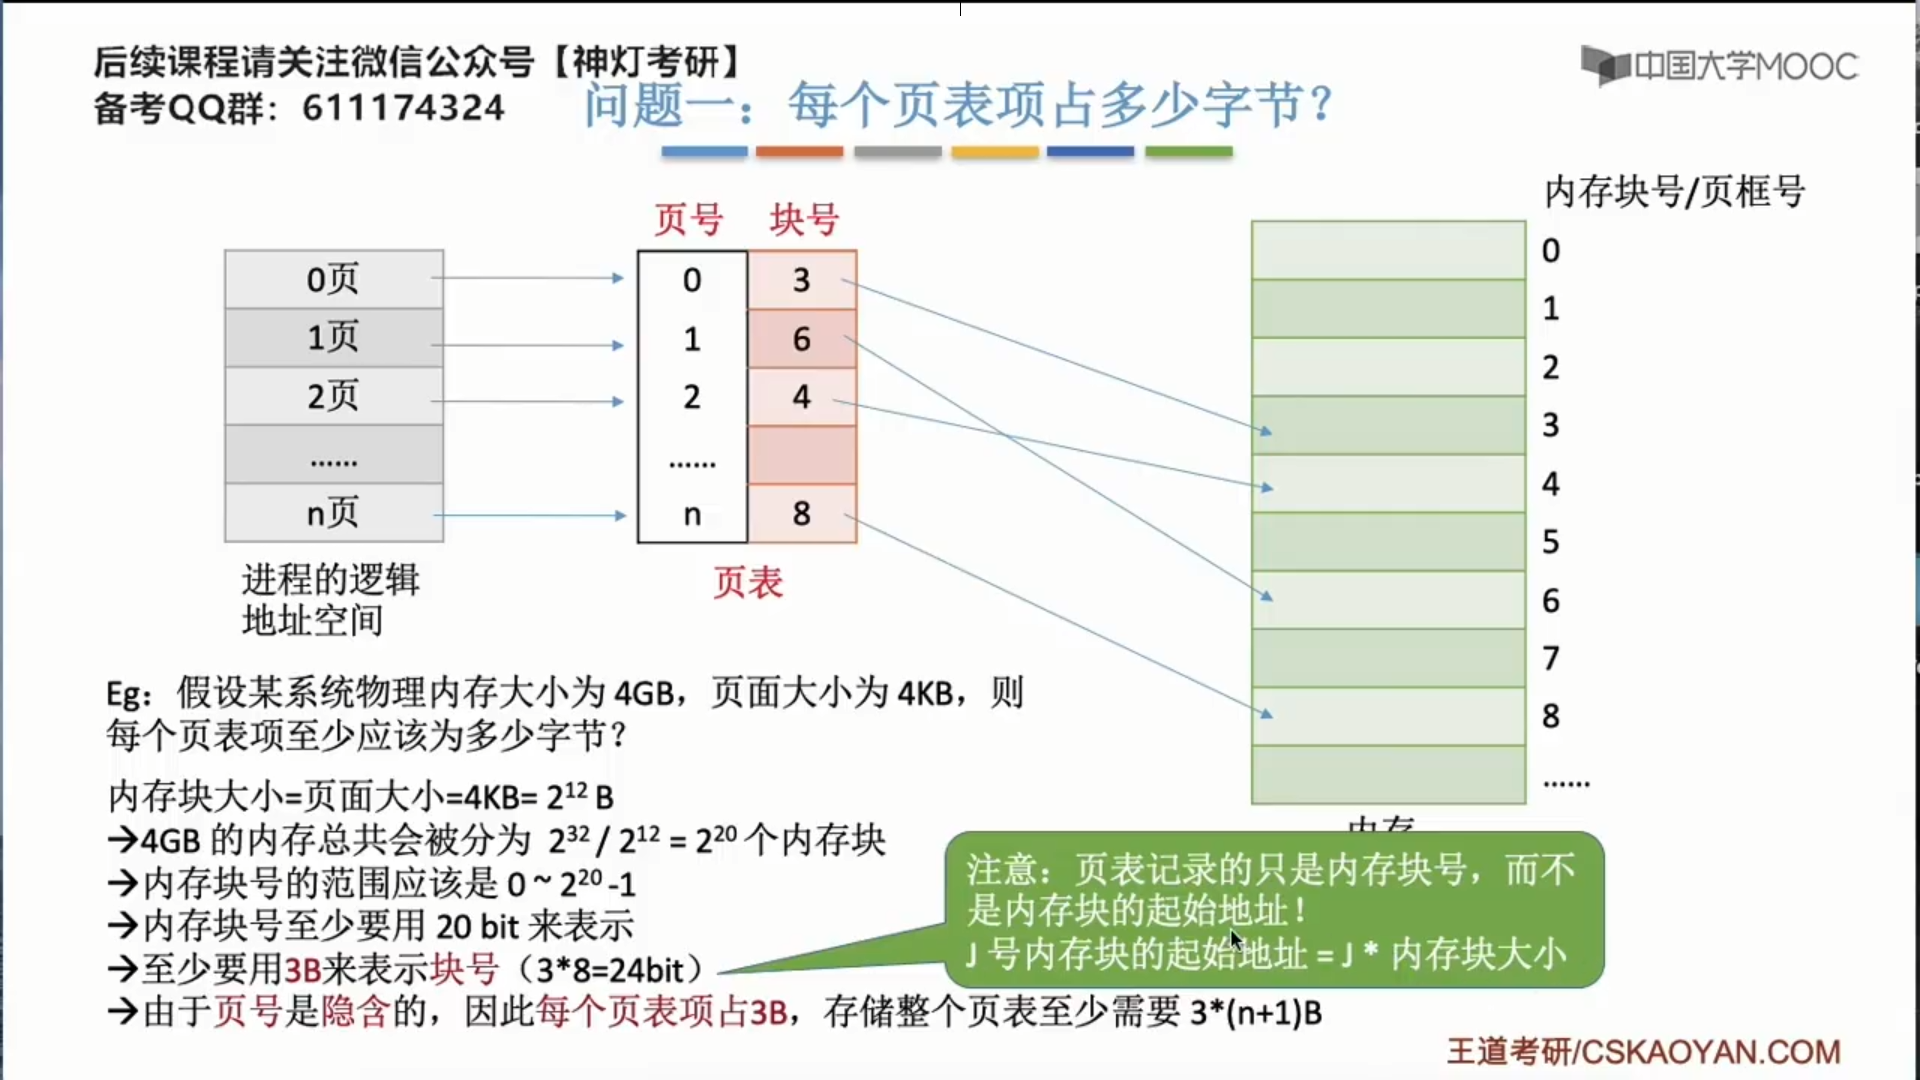 后续课程请关注微信公众号【神灯考研】
备考QQ群：611174324
中国大学MOOC
问题一：每个页表项占多少字节？
内存块号/页框号
页号 块号
0页
1页
2页
......
n页
进程的逻辑
地址空间
0 3
1 6
2 4
......
n 8
页表
0
1
2
3
4
5
6
7
8
......
内存
Eg：假设某系统物理内存大小为 4GB，页面大小为 4KB，则
每个页表项至少应该为多少字节？
内存块大小=页面大小=4KB= 2¹² B
→4GB 的内存总共会被分为 2³² / 2¹² = 2²⁰ 个内存块
→内存块号的范围应该是 0 ~ 2²⁰ -1
→内存块号至少要用 20 bit 来表示
→至少要用3B来表示块号（3*8=24bit）
→由于页号是隐含的，因此每个页表项占3B，存储整个页表至少需要 3*(n+1)B
注意：页表记录的只是内存块号，而不
是内存块的起始地址！
J 号内存块的起始地址 = J * 内存块大小
王道考研/CSKAOYAN.COM